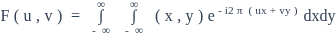 F ( u , v ) = ∫_{- ∞}^{∞} ∫_{- ∞}^{∞} ( x , y ) e^{- i2 π ( ux + vy )} dxdy